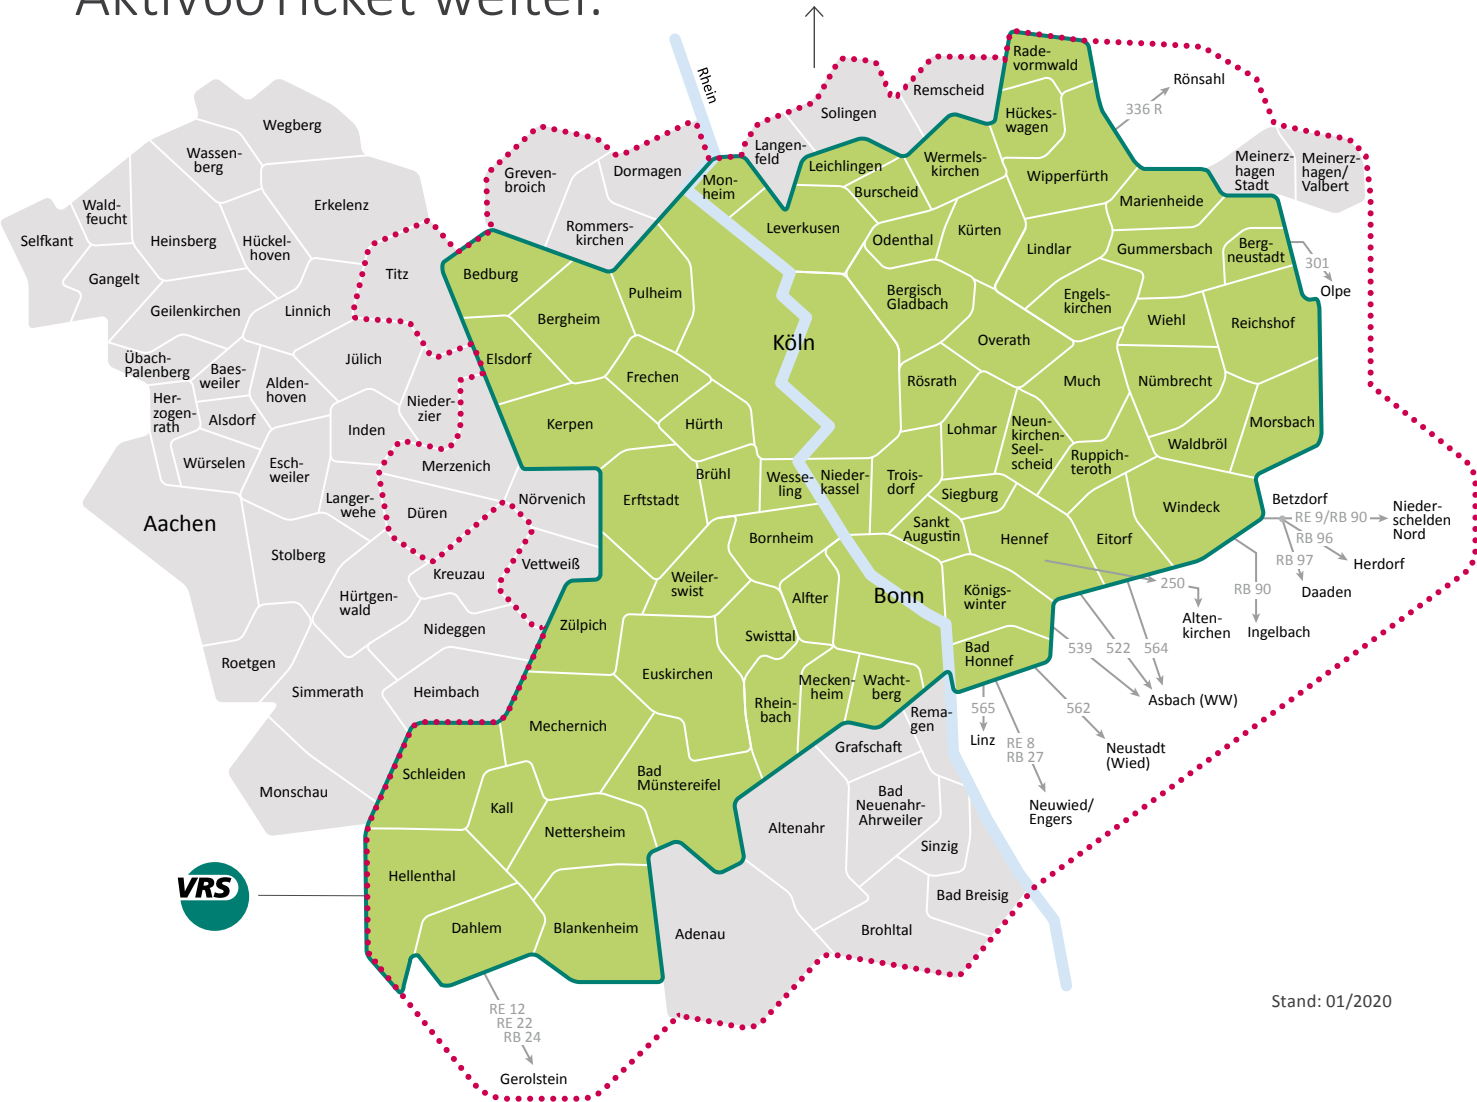 Aktiv60Ticket weiter.
Rhein
Rade-
vormwald
Rönsahl
336 R
Remscheid
Solingen
Hückes-
wagen
Wegberg
Wassen-
berg
Langen-
feld
Leichlingen
Wermels-
kirchen
Meinerz-
hagen
Stadt
Meinerz-
hagen/
Valbert
Greven-
broich
Dormagen
Mon-
heim
Burscheid
Wipperfürth
Marienheide
Wald-
feucht
Erkelenz
Selfkant
Heinsberg
Hückel-
hoven
Rommers-
kirchen
Leverkusen
Odenthal
Kürten
Lindlar
Gummersbach
Berg-
neustadt
301
Olpe
Gangelt
Titz
Bedburg
Pulheim
Bergisch
Gladbach
Engels-
kirchen
Geilenkirchen
Linnich
Bergheim
Wiehl
Reichshof
Köln
Overath
Übach-
Palenberg
Baes-
weiler
Jülich
Elsdorf
Alden-
hoven
Frechen
Rösrath
Much
Nümbrecht
Her-
zogen-
rath
Alsdorf
Nieder-
zier
Inden
Kerpen
Hürth
Lohmar
Neun-
kirchen-
Seel-
scheid
Morsbach
Waldbröl
Ruppich-
teroth
Würselen
Esch-
weiler
Merzenich
Brühl
Wesse-
ling
Nieder-
kassel
Trois-
dorf
Siegburg
Langer-
wehe
Düren
Nörvenich
Erftstadt
Windeck
Betzdorf
RE 9/RB 90
Nieder-
schelden
Nord
RB 96
Herdorf
RB 97
Daaden
RB 90
Ingelbach
Aachen
Sankt
Augustin
Hennef
Eitorf
Bornheim
Stolberg
Kreuzau
Vettweiß
Weiler-
swist
Alfter
Bonn
Königs-
winter
250
Alten-
kirchen
Hürtgen-
wald
Nideggen
Zülpich
Swisttal
Bad
Honnef
539
522
564
Asbach (WW)
Roetgen
Simmerath
Heimbach
Euskirchen
Rhein-
bach
Mecken-
heim
Wacht-
berg
Rema-
gen
565
Linz
562
Neustadt
(Wied)
RE 8
RB 27
Neuwied/
Engers
Mechernich
Grafschaft
Schleiden
Bad
Münstereifel
Monschau
Kall
Bad
Neuenahr-
Ahrweiler
Nettersheim
Altenahr
Sinzig
VRS
Hellenthal
Bad Breisig
Dahlem
Blankenheim
Adenau
Brohltal
RE 12
RE 22
RB 24
Gerolstein
Stand: 01/2020